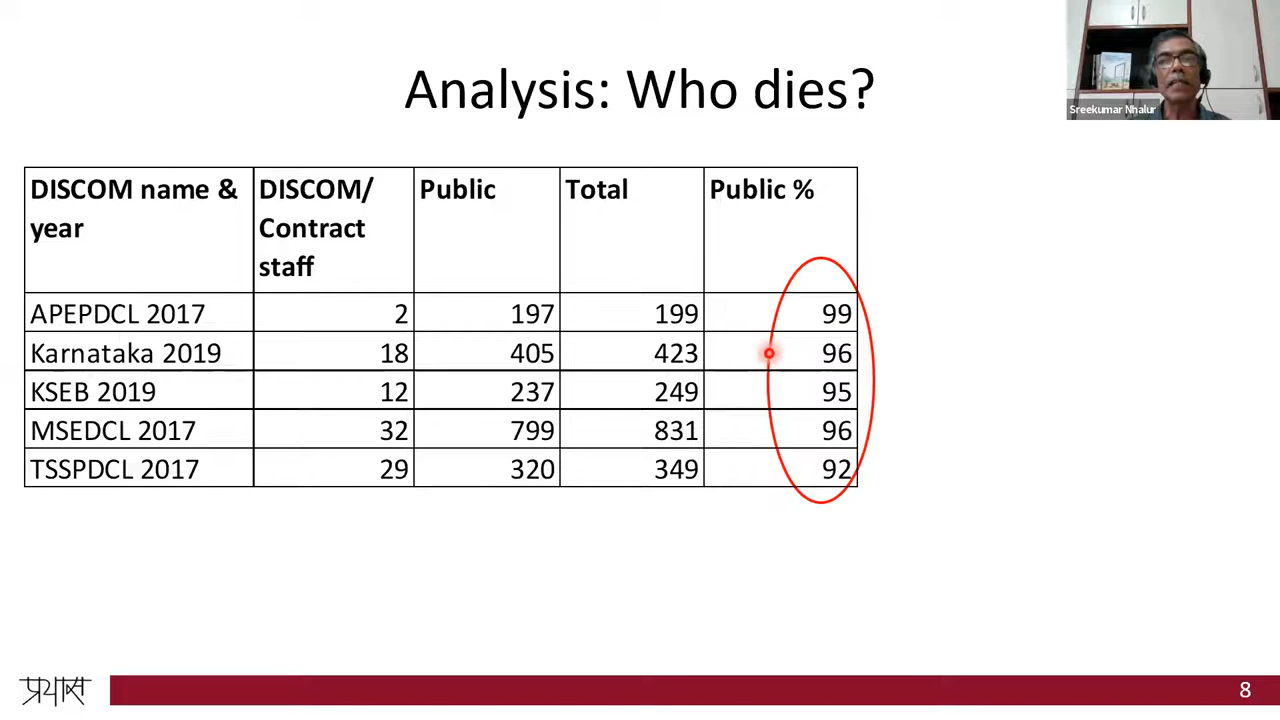 Analysis: Who dies?
Sreekumar Nhalur
DISCOM name & year DISCOM/ Contract staff Public Total Public %
APEPDCL 2017 2 197 199 99
Karnataka 2019 18 405 423 96
KSEB 2019 12 237 249 95
MSEDCL 2017 32 799 831 96
TSSPDCL 2017 29 320 349 92
प्रयास
8